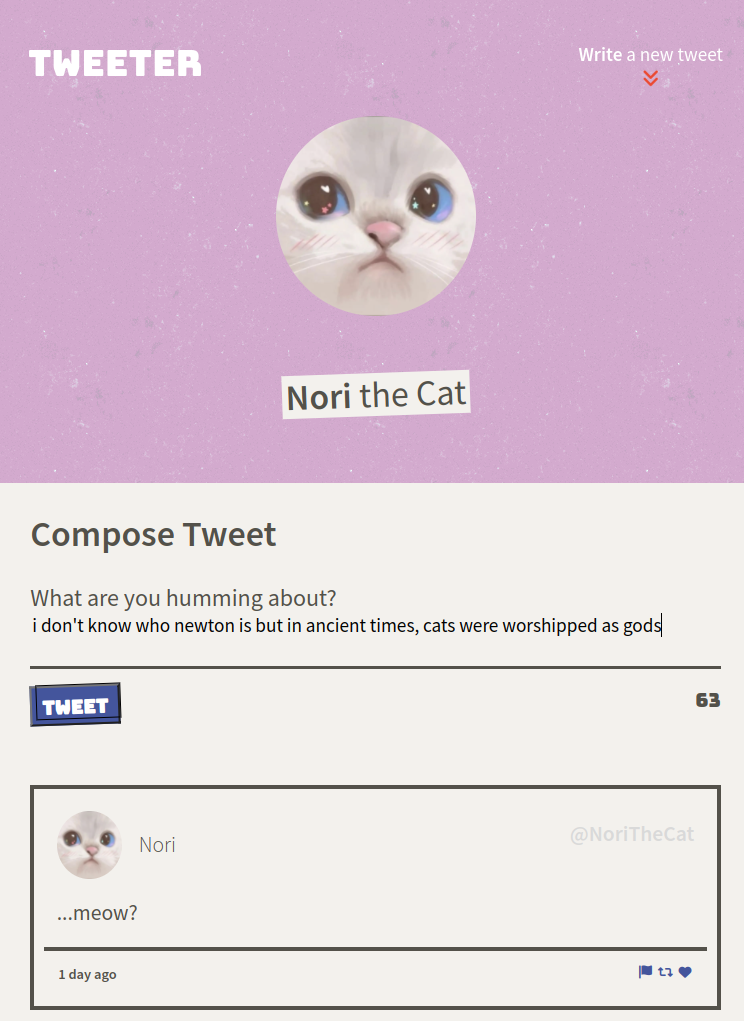 TWEETER
Write a new tweet
Nori the Cat
Compose Tweet
What are you humming about?
i don't know who newton is but in ancient times, cats were worshipped as gods
TWEET
63
Nori
@NoriTheCat
...meow?
1 day ago